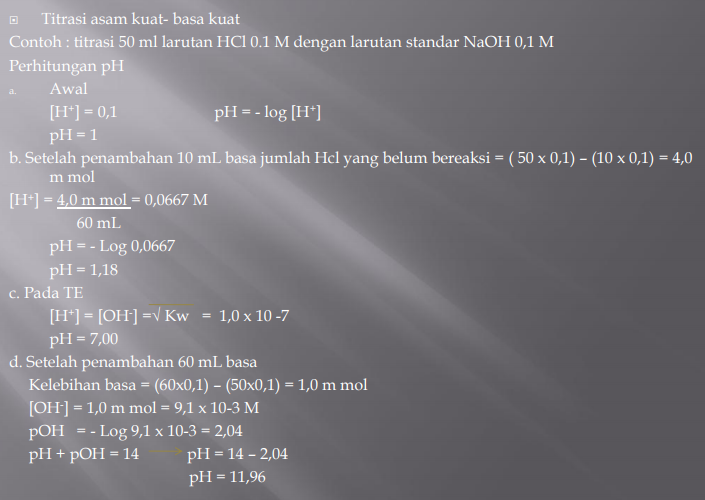 Titrasi asam kuat- basa kuat
Contoh : titrasi 50 ml larutan HCl 0.1 M dengan larutan standar NaOH 0,1 M
Perhitungan pH
a. Awal
[H⁺] = 0,1 pH = - log [H⁺]
pH = 1
b. Setelah penambahan 10 mL basa jumlah Hcl yang belum bereaksi = ( 50 x 0,1) – (10 x 0,1) = 4,0
m mol
[H⁺] = 4,0 m mol = 0,0667 M
60 mL
pH = - Log 0,0667
pH = 1,18
c. Pada TE
[H⁺] = [OH⁻] =√ Kw = 1,0 x 10 -7
pH = 7,00
d. Setelah penambahan 60 mL basa
Kelebihan basa = (60x0,1) – (50x0,1) = 1,0 m mol
[OH⁻] = 1,0 m mol = 9,1 x 10-3 M
pOH = - Log 9,1 x 10-3 = 2,04
pH + pOH = 14 → pH = 14 – 2,04
pH = 11,96